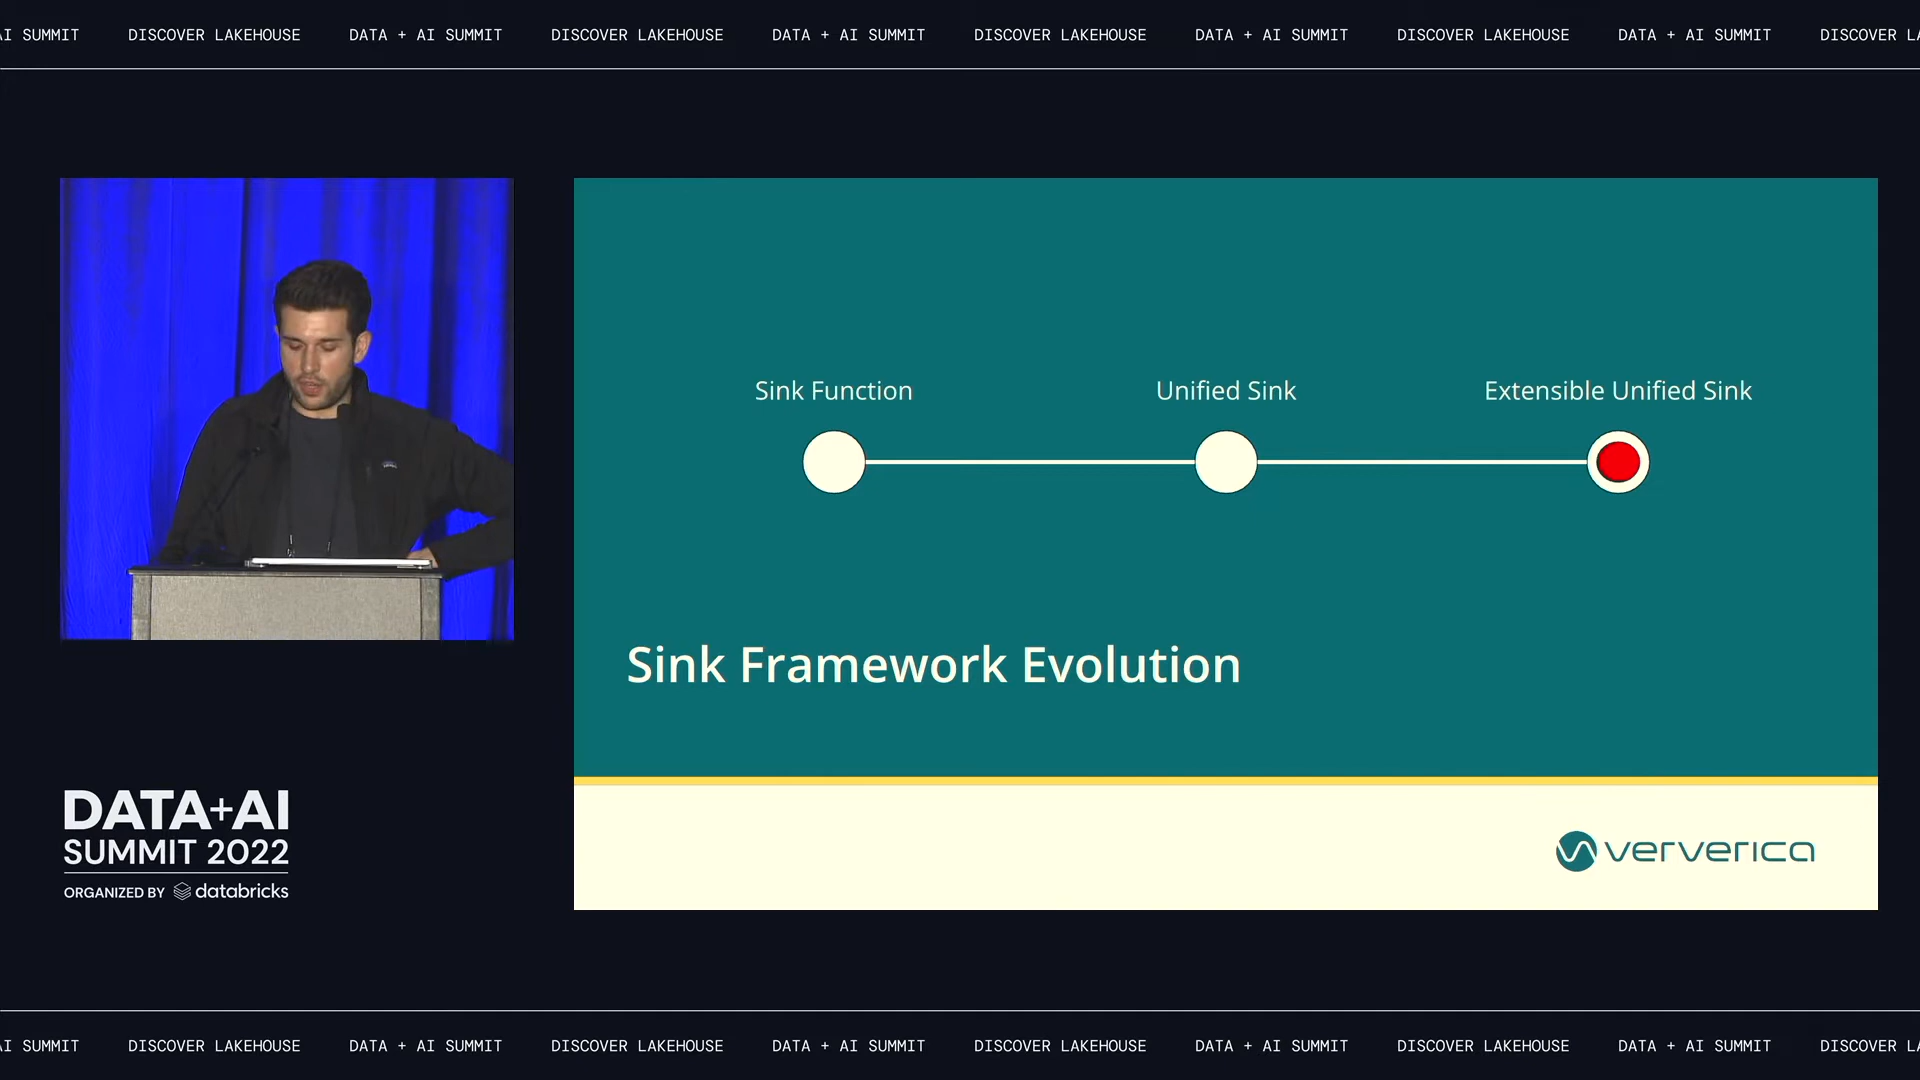 AI SUMMIT DISCOVER LAKEHOUSE DATA + AI SUMMIT DISCOVER LAKEHOUSE DATA + AI SUMMIT DISCOVER LAKEHOUSE DATA + AI SUMMIT DISCOVER LAKEHOUSE DATA + AI SUMMIT DISCOVER LA
Sink Function
Unified Sink
Extensible Unified Sink
Sink Framework Evolution
ververica
DATA+AI
SUMMIT 2022
ORGANIZED BY databricks
AI SUMMIT DISCOVER LAKEHOUSE DATA + AI SUMMIT DISCOVER LAKEHOUSE DATA + AI SUMMIT DISCOVER LAKEHOUSE DATA + AI SUMMIT DISCOVER LAKEHOUSE DATA + AI SUMMIT DISCOVER LA